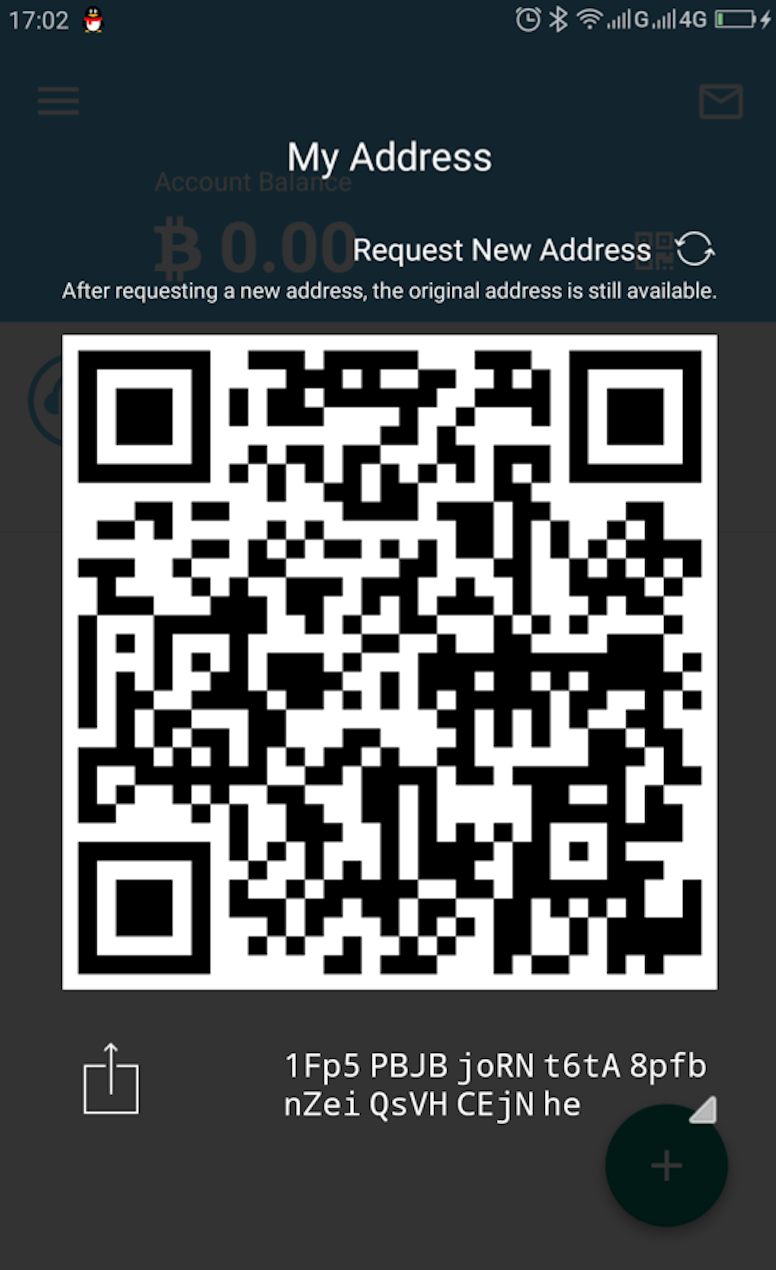 17:02 G 4G
My Address
Account Balance
₿ 0.00
Request New Address
After requesting a new address, the original address is still available.
1Fp5 PBJB joRN t6tA 8pfb
nZei QsVH CEjN he
+